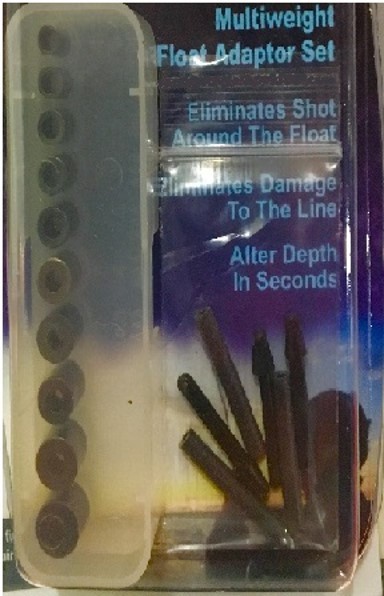 Multiweight
Float Adaptor Set
Eliminates Shot
Around The Float
Eliminates Damage
To The Line
Alter Depth
In Seconds